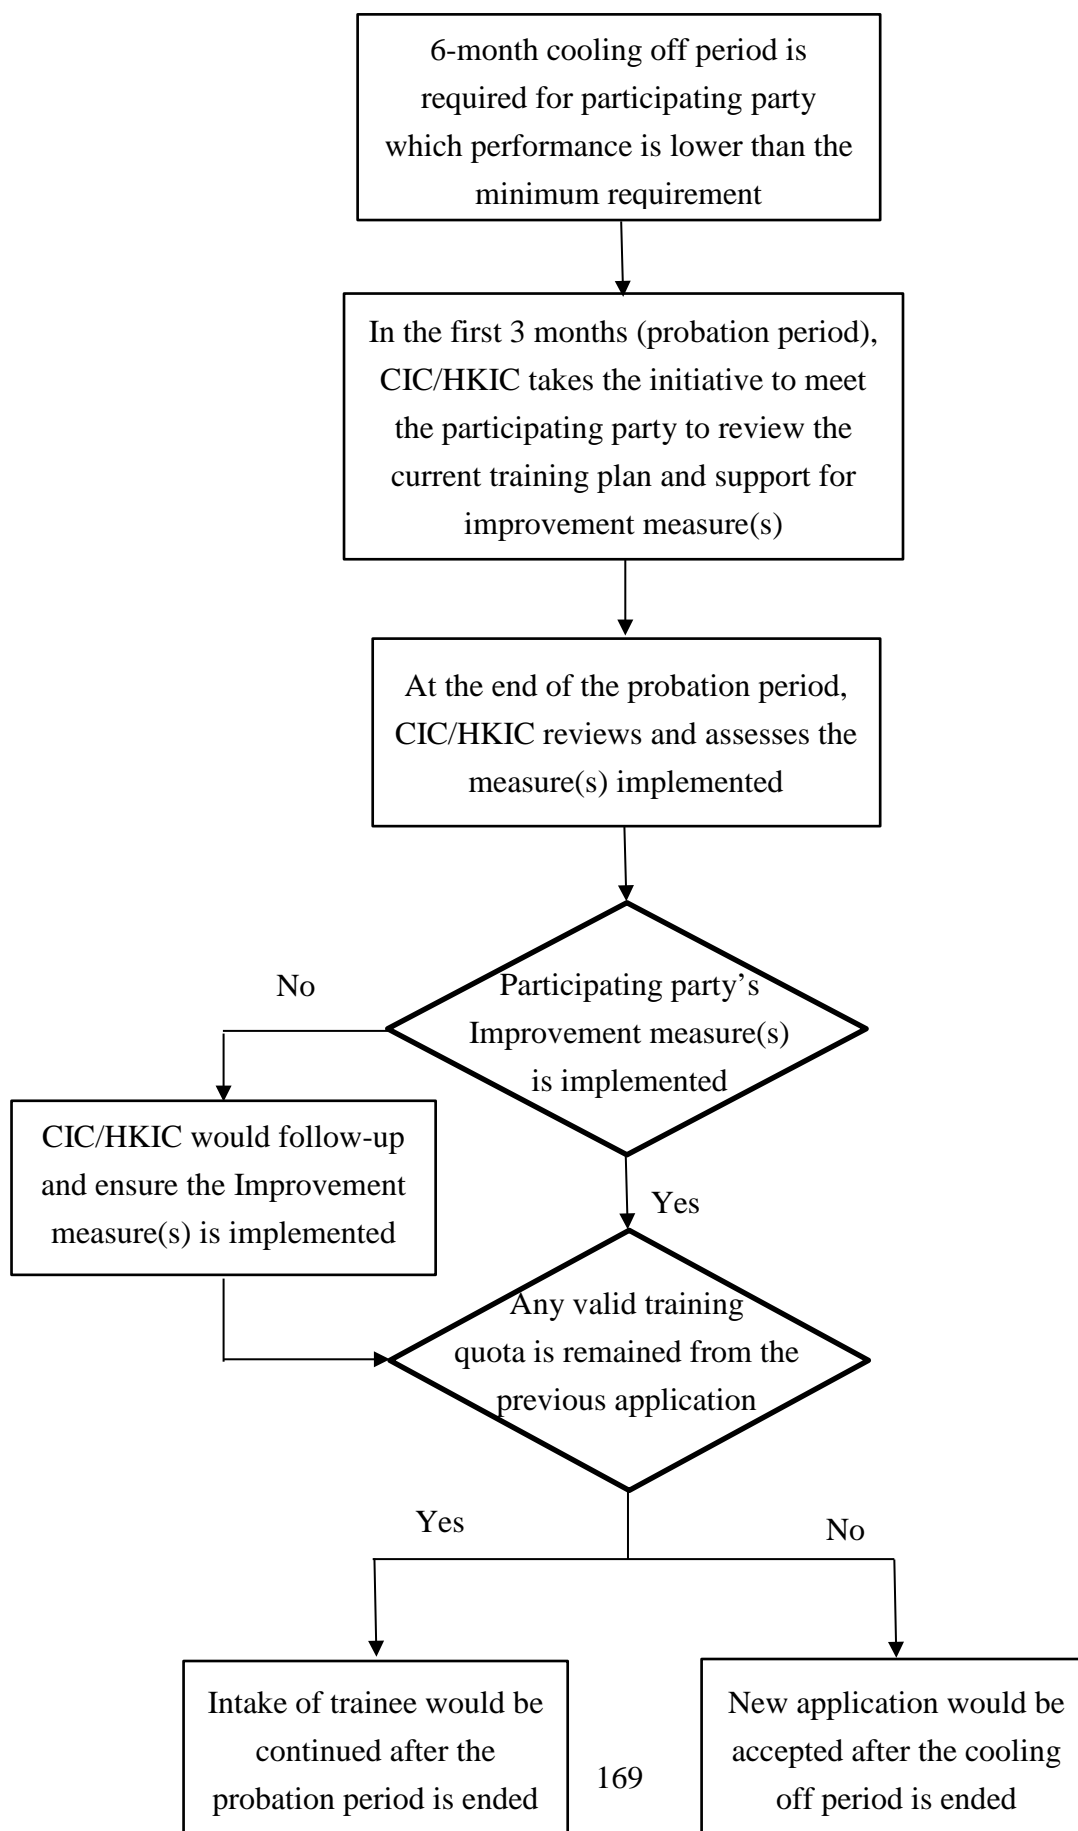 6-month cooling off period is
required for participating party
which performance is lower than the
minimum requirement
In the first 3 months (probation period),
CIC/HKIC takes the initiative to meet
the participating party to review the
current training plan and support for
improvement measure(s)
At the end of the probation period,
CIC/HKIC reviews and assesses the
measure(s) implemented
Participating party’s
Improvement measure(s)
is implemented
No
CIC/HKIC would follow-up
and ensure the Improvement
measure(s) is implemented
Yes
Any valid training
quota is remained from the
previous application
Yes
No
Intake of trainee would be
continued after the
probation period is ended
New application would be
accepted after the cooling
off period is ended
169